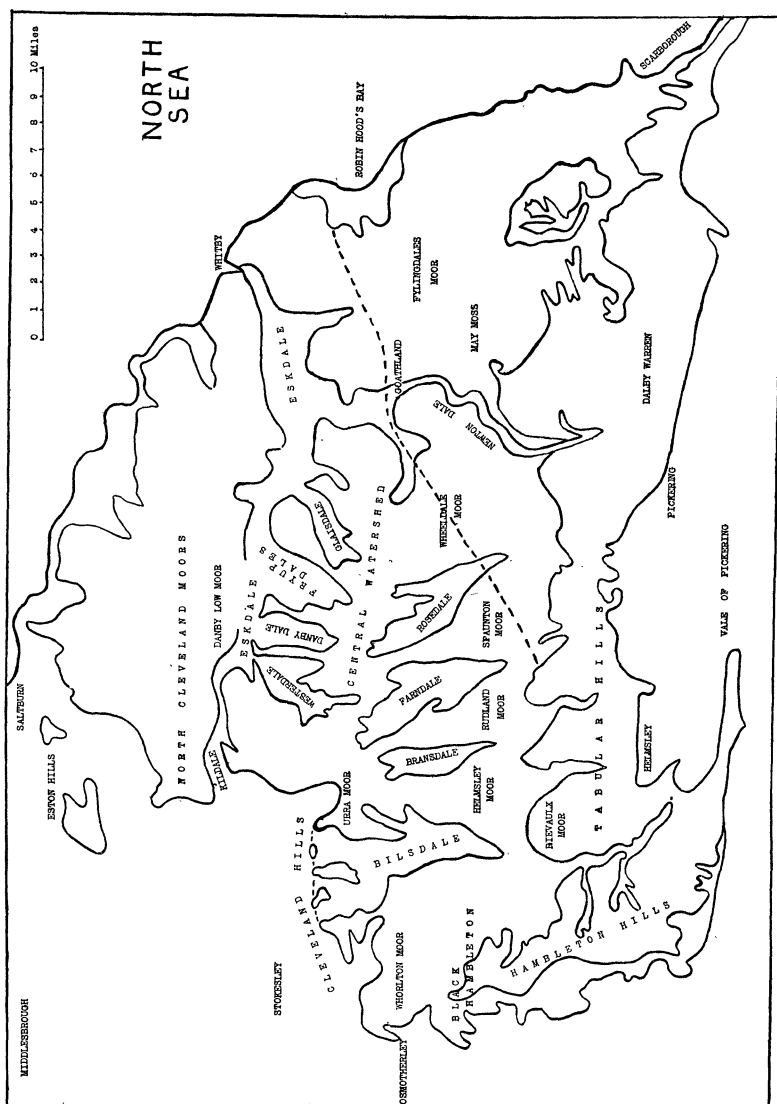 MIDDLESBROUGH
SALTBURN
NORTH
SEA
0 1 2 3 4 5 6 7 8 9 10 Miles
ESTON HILLS
WHITBY
NORTH CLEVELAND MOORS
DANBY LOW MOOR
KILDALE
ESKDALE
ESKDALE
ROBIN HOOD'S BAY
STOKESLEY
CLEVELAND HILLS
URRA MOOR
WESTERDALE
DANBY DALE
FRYUPS
DALES
GLAISDALE
CENTRAL WATERSHED
GOATHLAND
FYLINGDALES
MOOR
OSMOTHERLEY
WHORLTON MOOR
BILSDALE
BRANSDALE
FARNDALE
ROSEDALE
WHEELDALE
MOOR
NEWTON
DALE
MAY MOSS
BLACK
HAMBLETON
HELMSLEY
MOOR
RUDLAND
MOOR
SPAUNTON
MOOR
RIEVAULX
MOOR
HAMBLETON HILLS
TABULAR HILLS
HELMSLEY
DALBY WARREN
PICKERING
SCARBOROUGH
VALE OF PICKERING